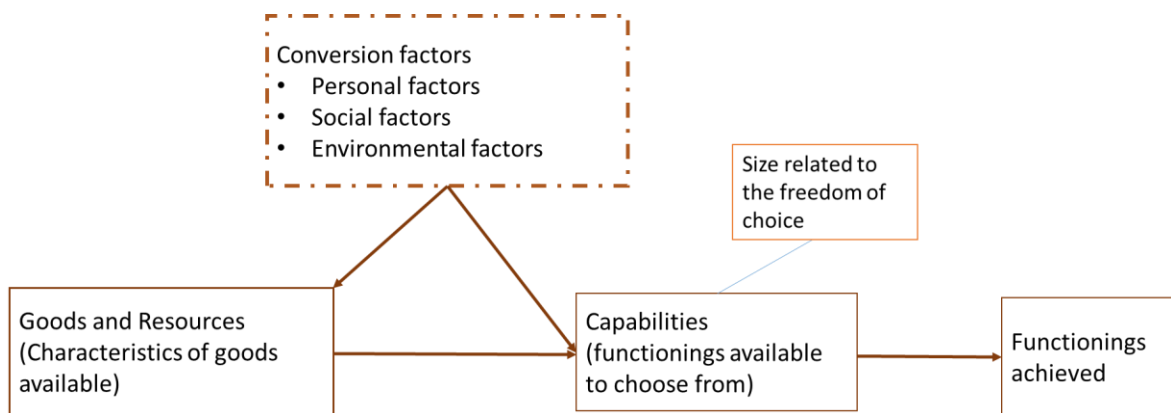 Conversion factors
• Personal factors
• Social factors
• Environmental factors
Size related to
the freedom of
choice
Goods and Resources
(Characteristics of goods
available)
Capabilities
(functionings available
to choose from)
Functionings
achieved